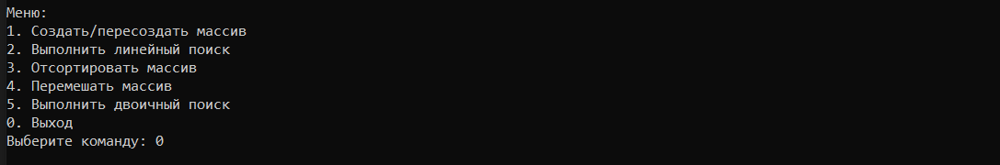 Меню:
1. Создать/пересоздать массив
2. Выполнить линейный поиск
3. Отсортировать массив
4. Перемешать массив
5. Выполнить двоичный поиск
0. Выход
Выберите команду: 0